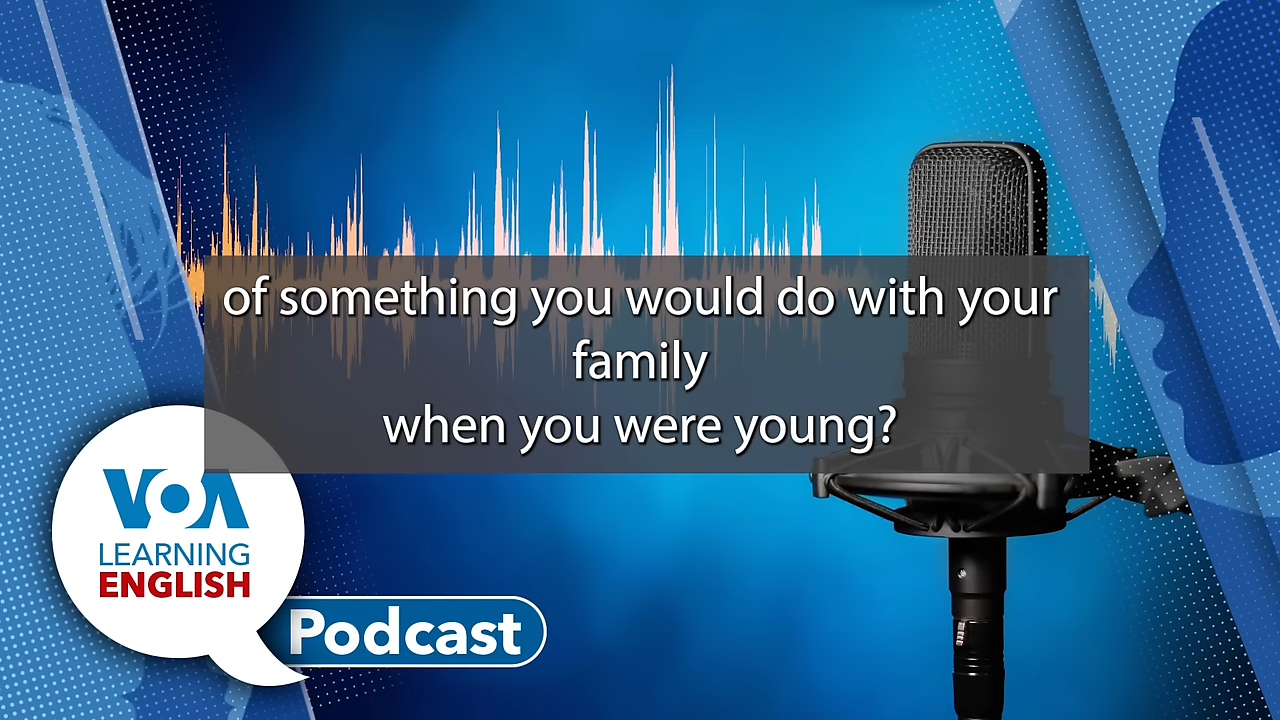 of something you would do with your
family
when you were young?
VOA
LEARNING
ENGLISH
Podcast